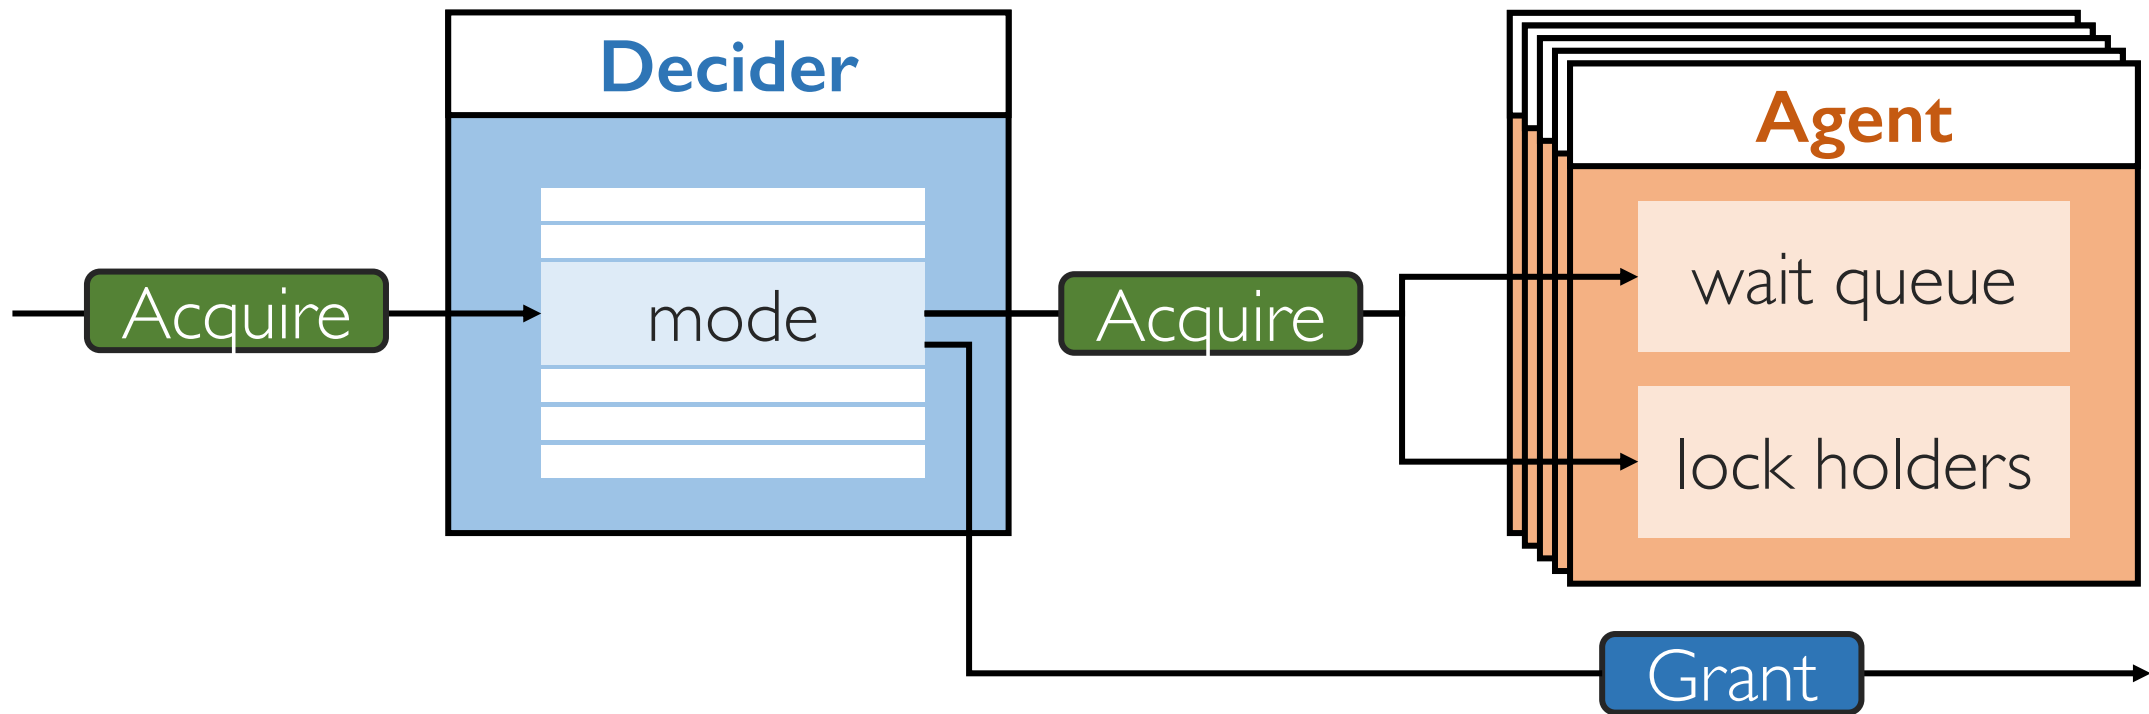 Decider
Agent
Acquire
mode
Acquire
wait queue
lock holders
Grant